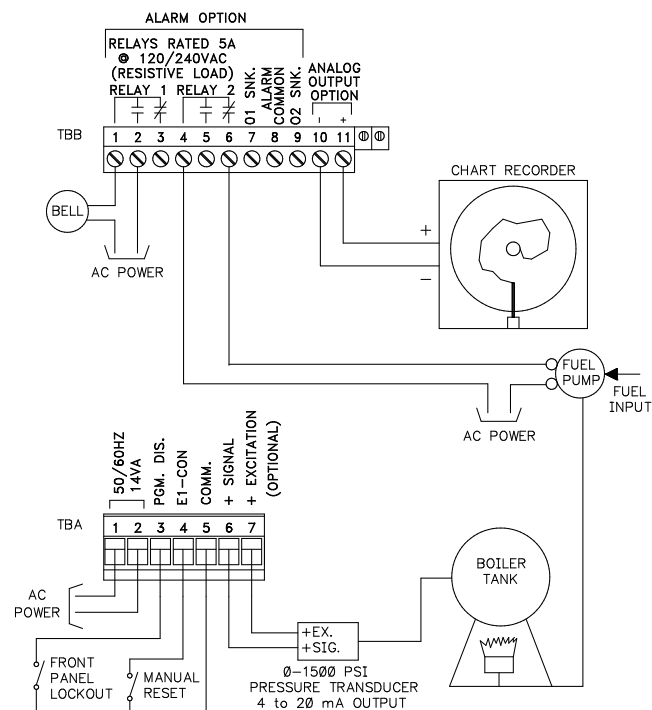 ALARM OPTION
RELAYS RATED 5A
@ 120/240VAC
(RESISTIVE LOAD)
RELAY 1 RELAY 2
O1 SNK.
ALARM
COMMON
O2 SNK.
ANALOG
OUTPUT
OPTION
- +
TBB 1 2 3 4 5 6 7 8 9 10 11
BELL
AC POWER
CHART RECORDER
+
-
FUEL
PUMP
FUEL
INPUT
AC POWER
50/60HZ
14VA
PGM. DIS.
E1-CON
COMM.
+ SIGNAL
+ EXCITATION
(OPTIONAL)
TBA 1 2 3 4 5 6 7
AC
POWER
BOILER
TANK
+EX.
+SIG.
FRONT
PANEL
LOCKOUT
MANUAL
RESET
0-1500 PSI
PRESSURE TRANSDUCER
4 to 20 mA OUTPUT